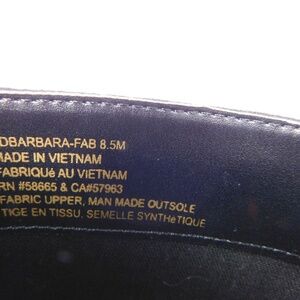 DBARBARA-FAB 8.5M
MADE IN VIETNAM
FABRIQUé AU VIETNAM
RN #58665 & CA#57963
FABRIC UPPER, MAN MADE OUTSOLE
TIGE EN TISSU. SEMELLE SYNTHéTIQUE